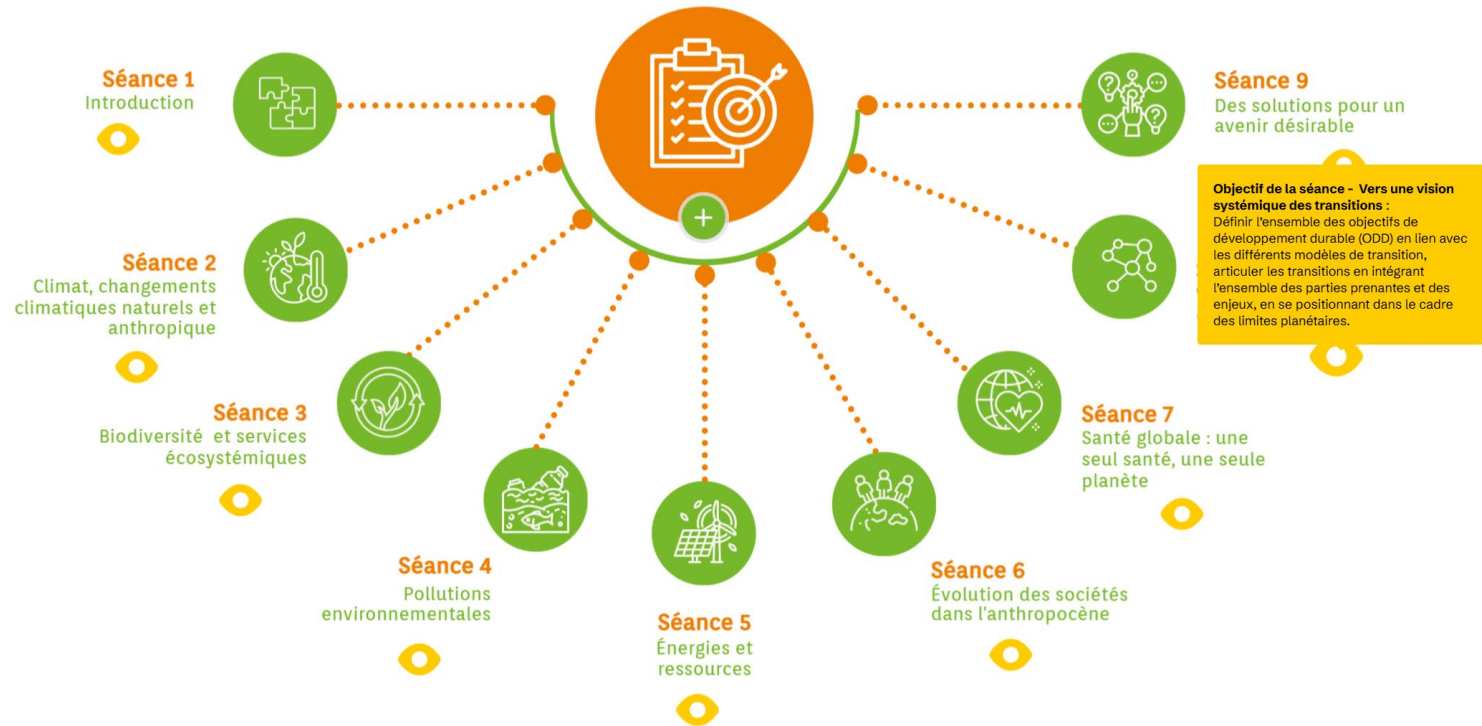 Séance 1
Introduction
Séance 2
Climat, changements
climatiques naturels et
anthropique
Séance 3
Biodiversité et services
écosystémiques
Séance 4
Pollutions
environnementales
Séance 5
Énergies et
ressources
Séance 6
Évolution des sociétés
dans l'anthropocène
Séance 7
Santé globale : une
seul santé, une seule
planète
Objectif de la séance - Vers une vision
systémique des transitions :
Définir l'ensemble des objectifs de
développement durable (ODD) en lien avec
les différents modèles de transition,
articuler les transitions en intégrant
l'ensemble des parties prenantes et des
enjeux, en se positionnant dans le cadre
des limites planétaires.
Séance 9
Des solutions pour un
avenir désirable